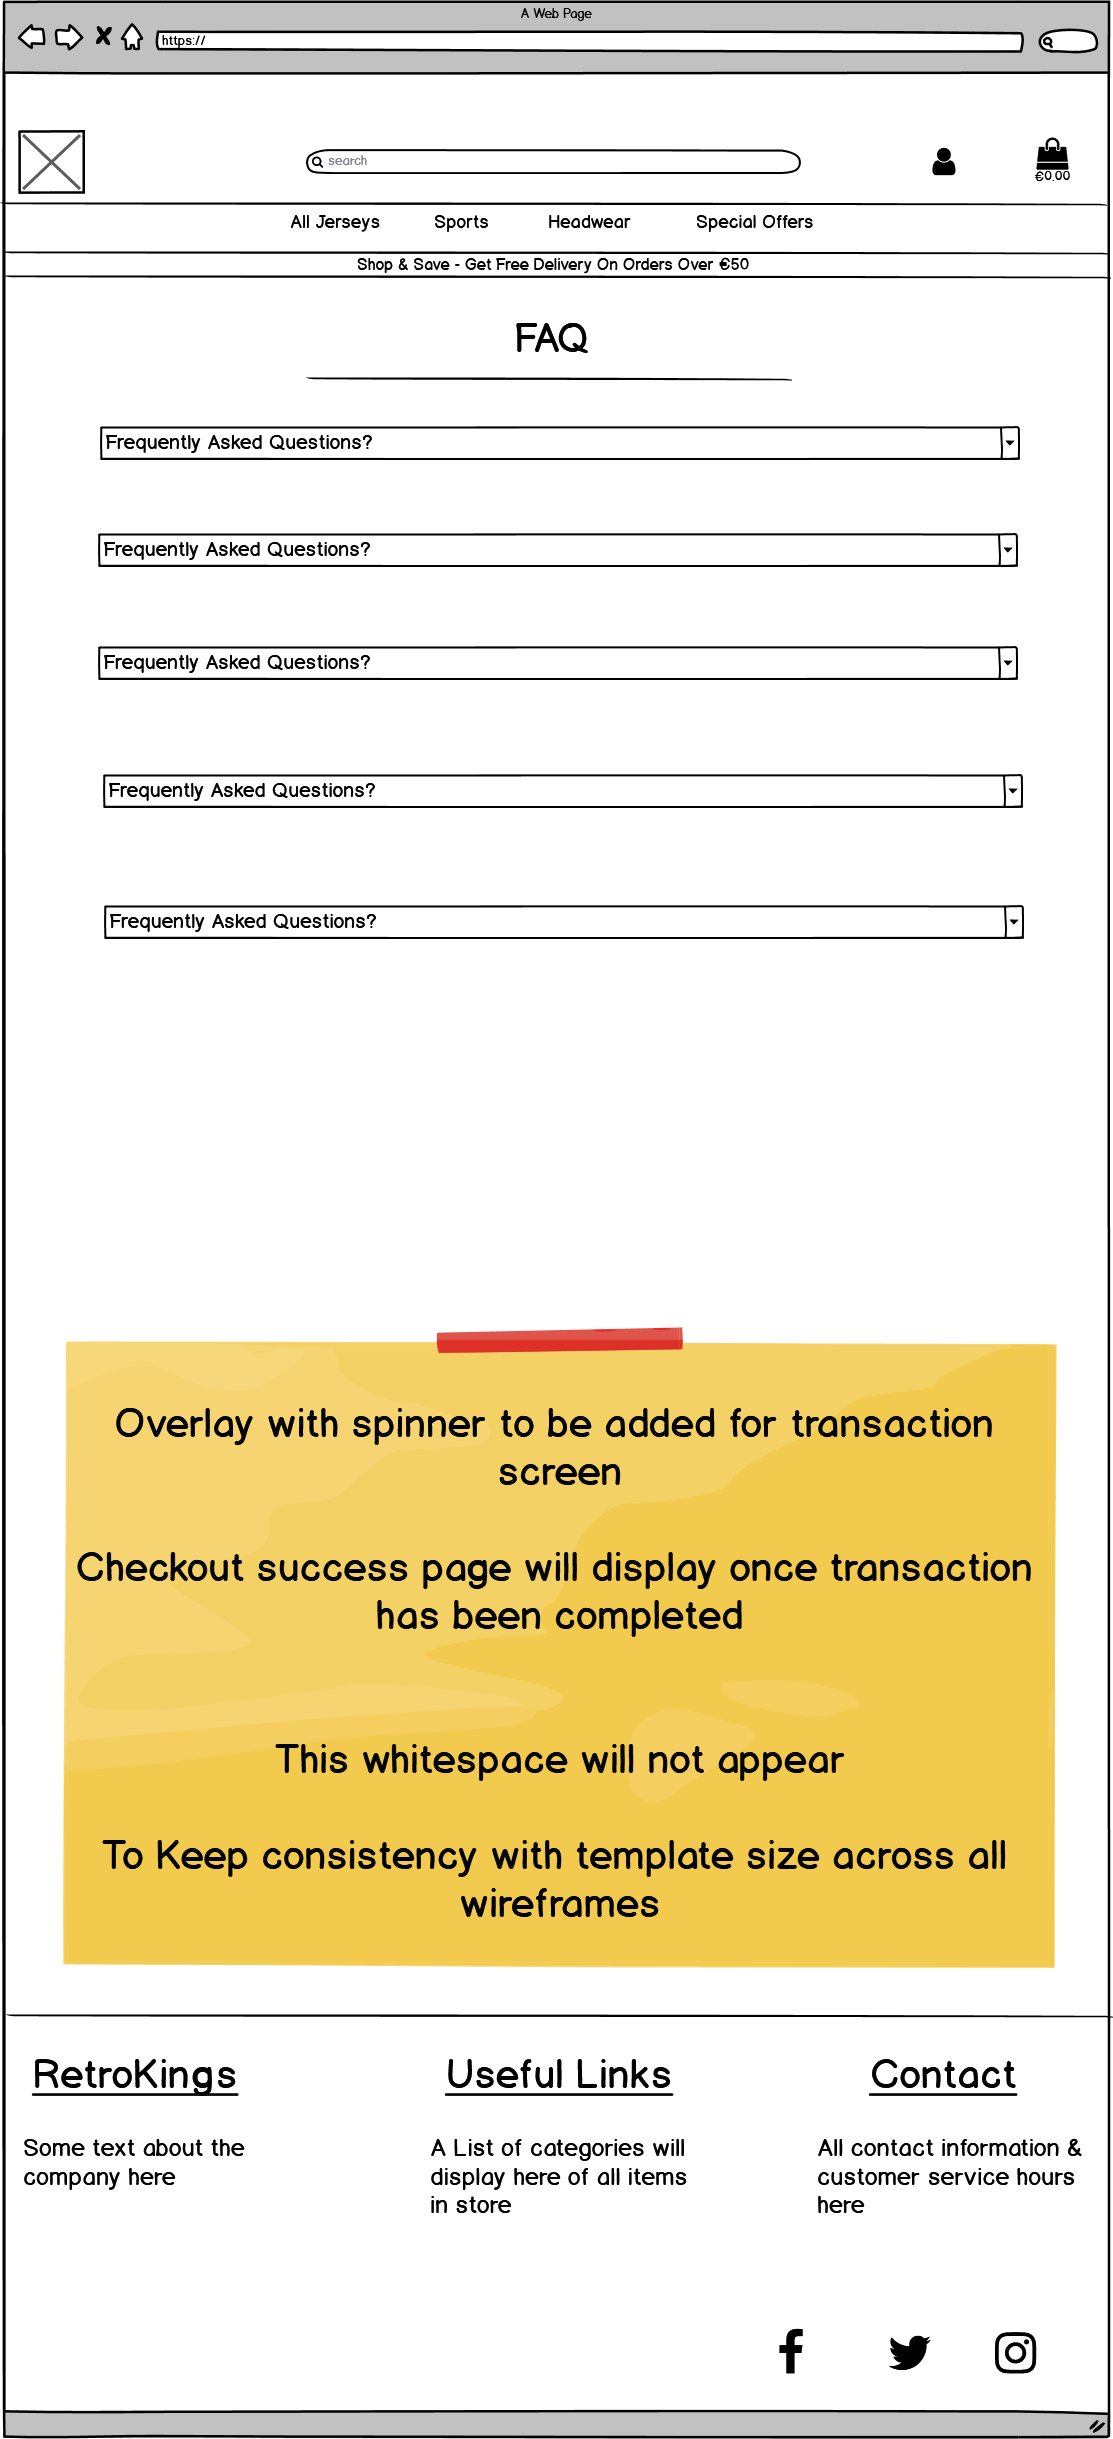 A Web Page
https://
search
€0.00
All Jerseys Sports Headwear Special Offers
Shop & Save - Get Free Delivery On Orders Over €50
FAQ
Frequently Asked Questions?
Frequently Asked Questions?
Frequently Asked Questions?
Frequently Asked Questions?
Frequently Asked Questions?
Overlay with spinner to be added for transaction
screen
Checkout success page will display once transaction
has been completed
This whitespace will not appear
To Keep consistency with template size across all
wireframes
RetroKings
Some text about the
company here
Useful Links
A List of categories will
display here of all items
in store
Contact
All contact information &
customer service hours
here